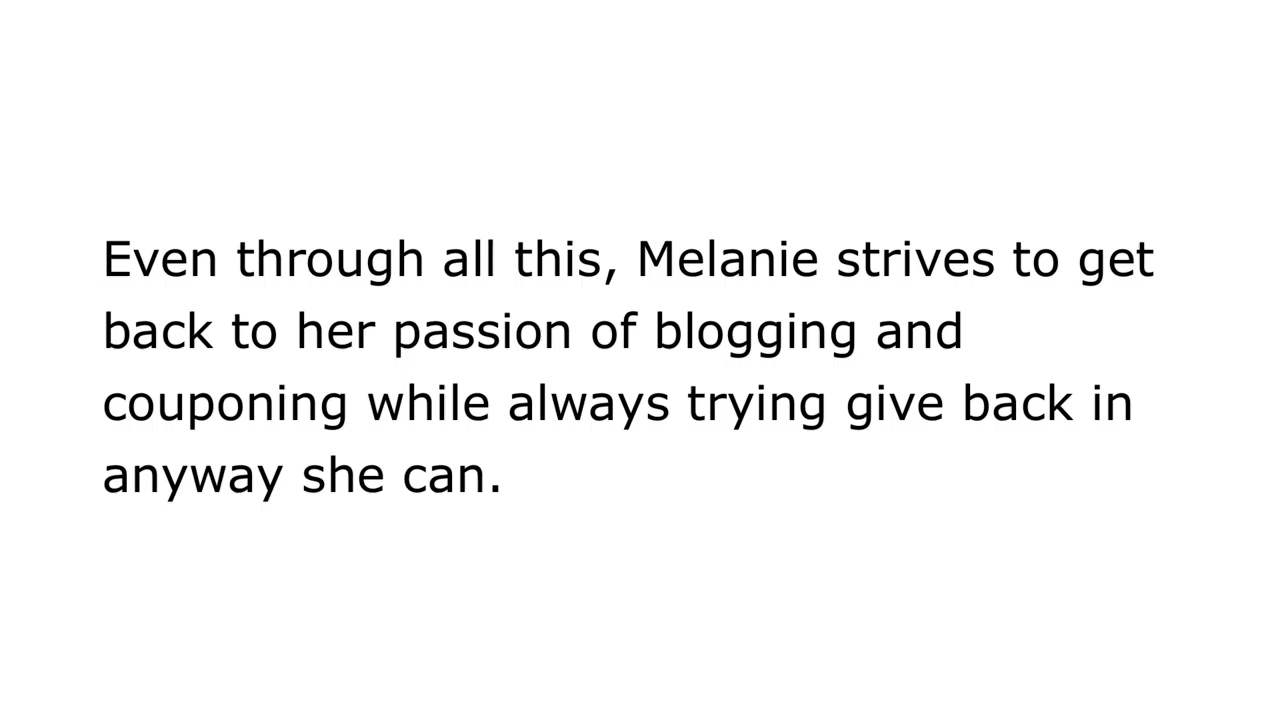 Even through all this, Melanie strives to get
back to her passion of blogging and
couponing while always trying give back in
anyway she can.